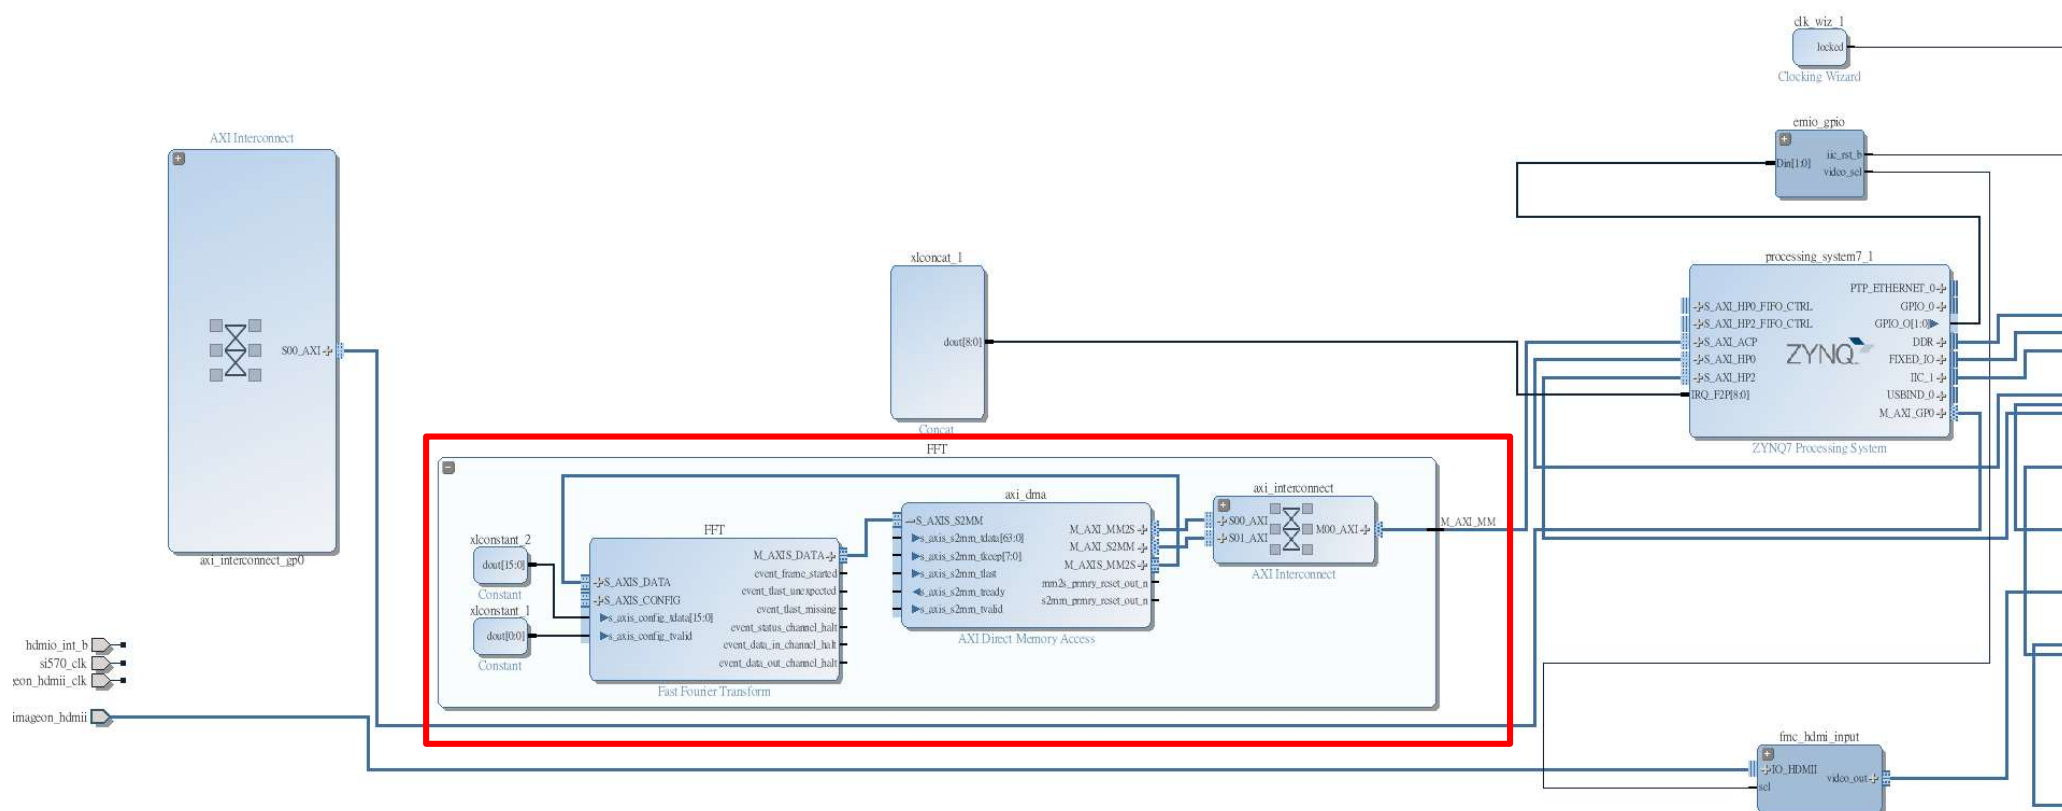 clk_wiz_1
locked
Clocking Wizard
emio_gpio
Din[1:0]
iic_rst_b
video_sel
AXI Interconnect
S00_AXI
axi_interconnect_gp0
xlconcat_1
dout[8:0]
Concat
processing_system7_1
S_AXI_HP0_FIFO_CTRL
S_AXI_HP2_FIFO_CTRL
S_AXI_ACP
S_AXI_HP0
S_AXI_HP2
IRQ_F2P[8:0]
ZYNQ
PTP_ETHERNET_0
GPIO_0
GPIO_O[1:0]
DDR
FIXED_IO
IIC_1
USBIND_0
M_AXI_GP0
ZYNQ7 Processing System
FFT
xlconstant_2
dout[15:0]
Constant
xlconstant_1
dout[0:0]
Constant
FFT
S_AXIS_DATA
S_AXIS_CONFIG
s_axis_config_tdata[15:0]
s_axis_config_tvalid
M_AXIS_DATA
event_frame_started
event_tlast_unexpected
event_tlast_missing
event_status_channel_halt
event_data_in_channel_halt
event_data_out_channel_halt
Fast Fourier Transform
axi_dma
S_AXIS_S2MM
s_axis_s2mm_tdata[63:0]
s_axis_s2mm_tkeep[7:0]
s_axis_s2mm_tlast
s_axis_s2mm_tready
s_axis_s2mm_tvalid
M_AXI_MM2S
M_AXI_S2MM
M_AXIS_MM2S
mm2s_prmry_reset_out_n
s2mm_prmry_reset_out_n
AXI Direct Memory Access
axi_interconnect
S00_AXI
S01_AXI
M00_AXI
AXI Interconnect
M_AXI_MM
hdmio_int_b
si570_clk
eon_hdmii_clk
imageon_hdmii
fmc_hdmi_input
IO_HDMII
sel
video_out